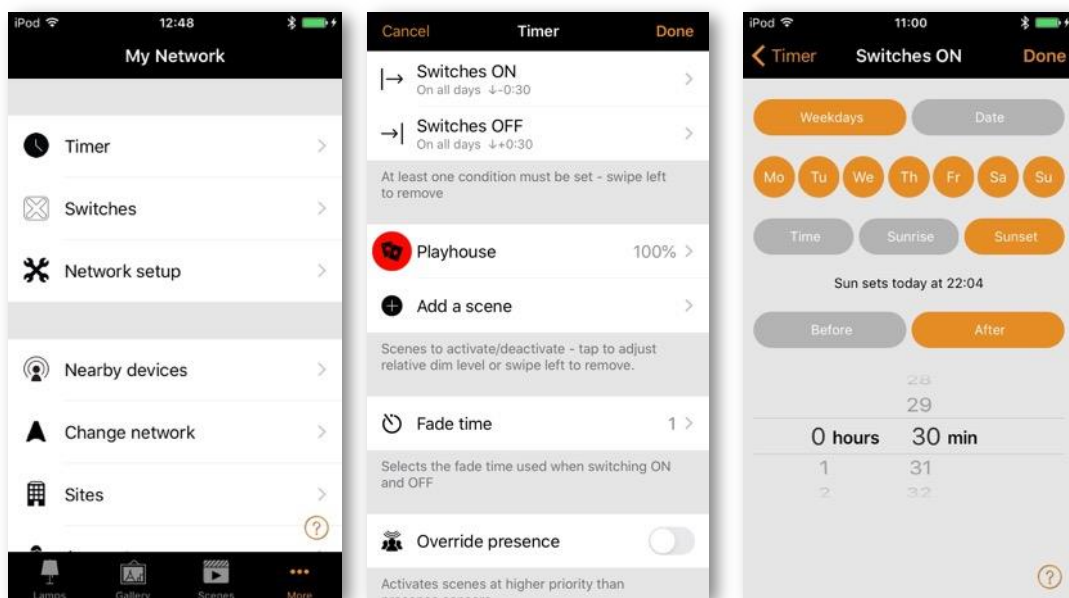 iPod 12:48
My Network
Timer
Switches
Network setup
Nearby devices
Change network
Sites
?
Lamps Gallery Scenes More
Cancel Timer Done
Switches ON
On all days ↓-0:30
Switches OFF
On all days ↓+0:30
At least one condition must be set - swipe left
to remove
Playhouse 100%
Add a scene
Scenes to activate/deactivate - tap to adjust
relative dim level or swipe left to remove.
Fade time 1
Selects the fade time used when switching ON
and OFF
Override presence
Activates scenes at higher priority than
iPod 11:00
Timer Switches ON Done
Weekdays Date
Mo Tu We Th Fr Sa Su
Time Sunrise Sunset
Sun sets today at 22:04
Before After
28
29
0 hours 30 min
1 31
2 32
?